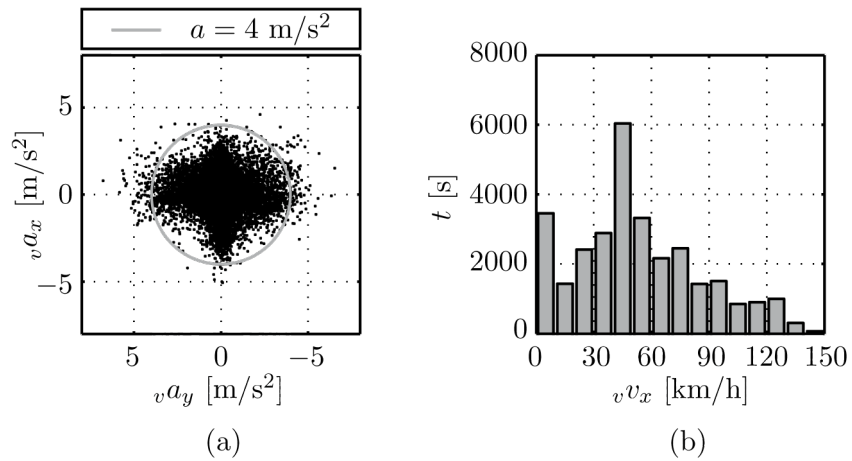 a = 4 m/s²
5
0
−5
ᵥaₓ [m/s²]
5 0 −5
ᵥa_y [m/s²]
(a)
8000
6000
4000
2000
0
t [s]
0 30 60 90 120 150
ᵥvₓ [km/h]
(b)